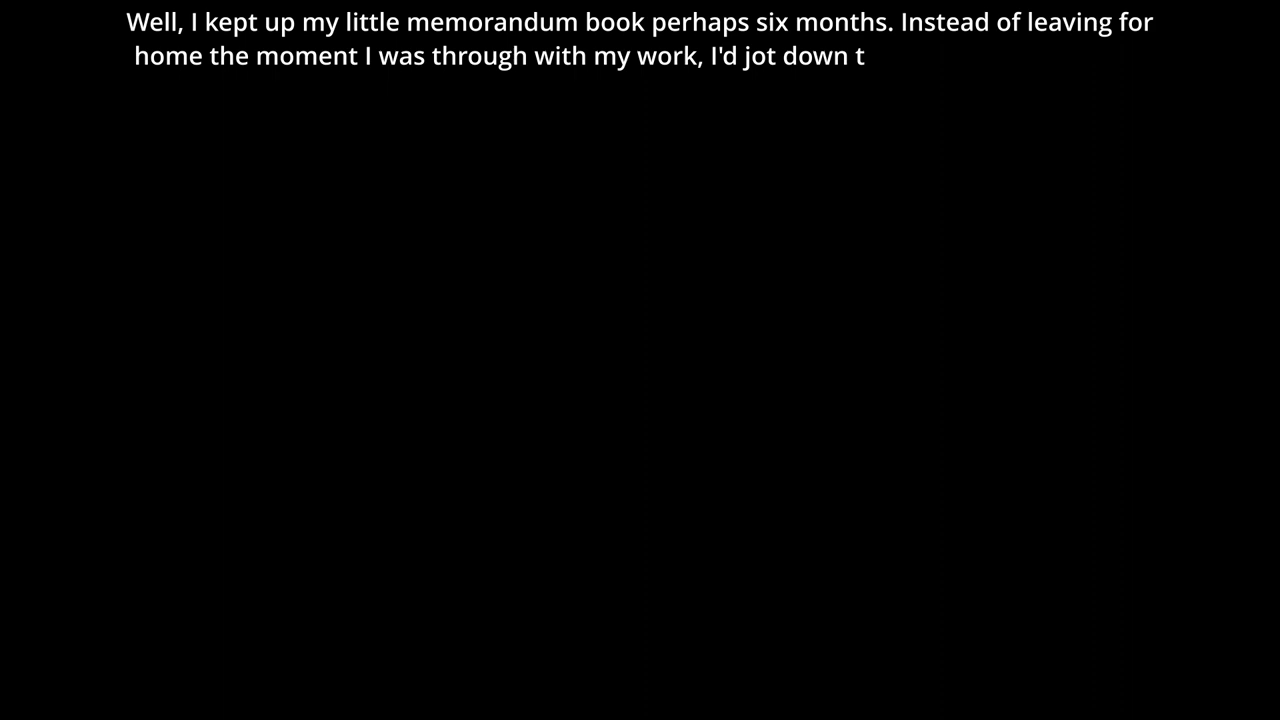 Well, I kept up my little memorandum book perhaps six months. Instead of leaving for
home the moment I was through with my work, I'd jot down t